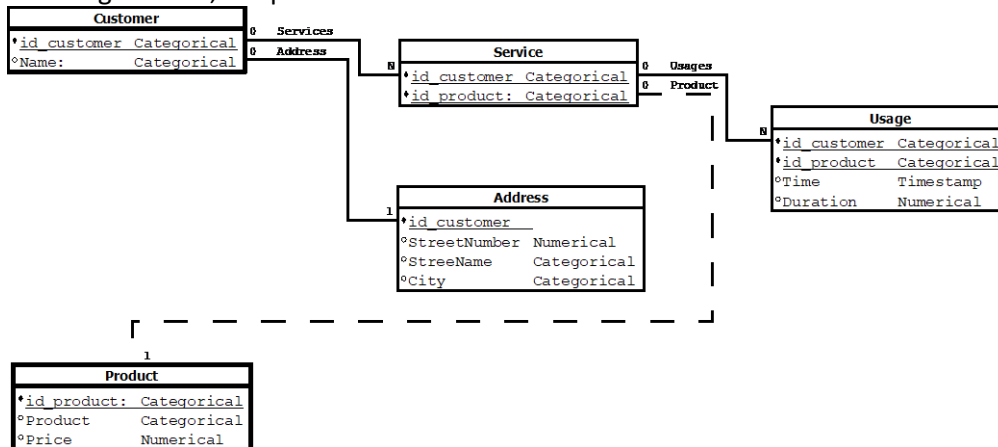 Customer
id_customer Categorical
Name: Categorical
0 Services
0 Address
N
Service
id_customer Categorical
id_product: Categorical
0 Usages
0 Product
N
Usage
id_customer Categorical
id_product Categorical
Time Timestamp
Duration Numerical
1
Address
id_customer
StreetNumber Numerical
StreeName Categorical
City Categorical
1
Product
id_product: Categorical
Product Categorical
Price Numerical